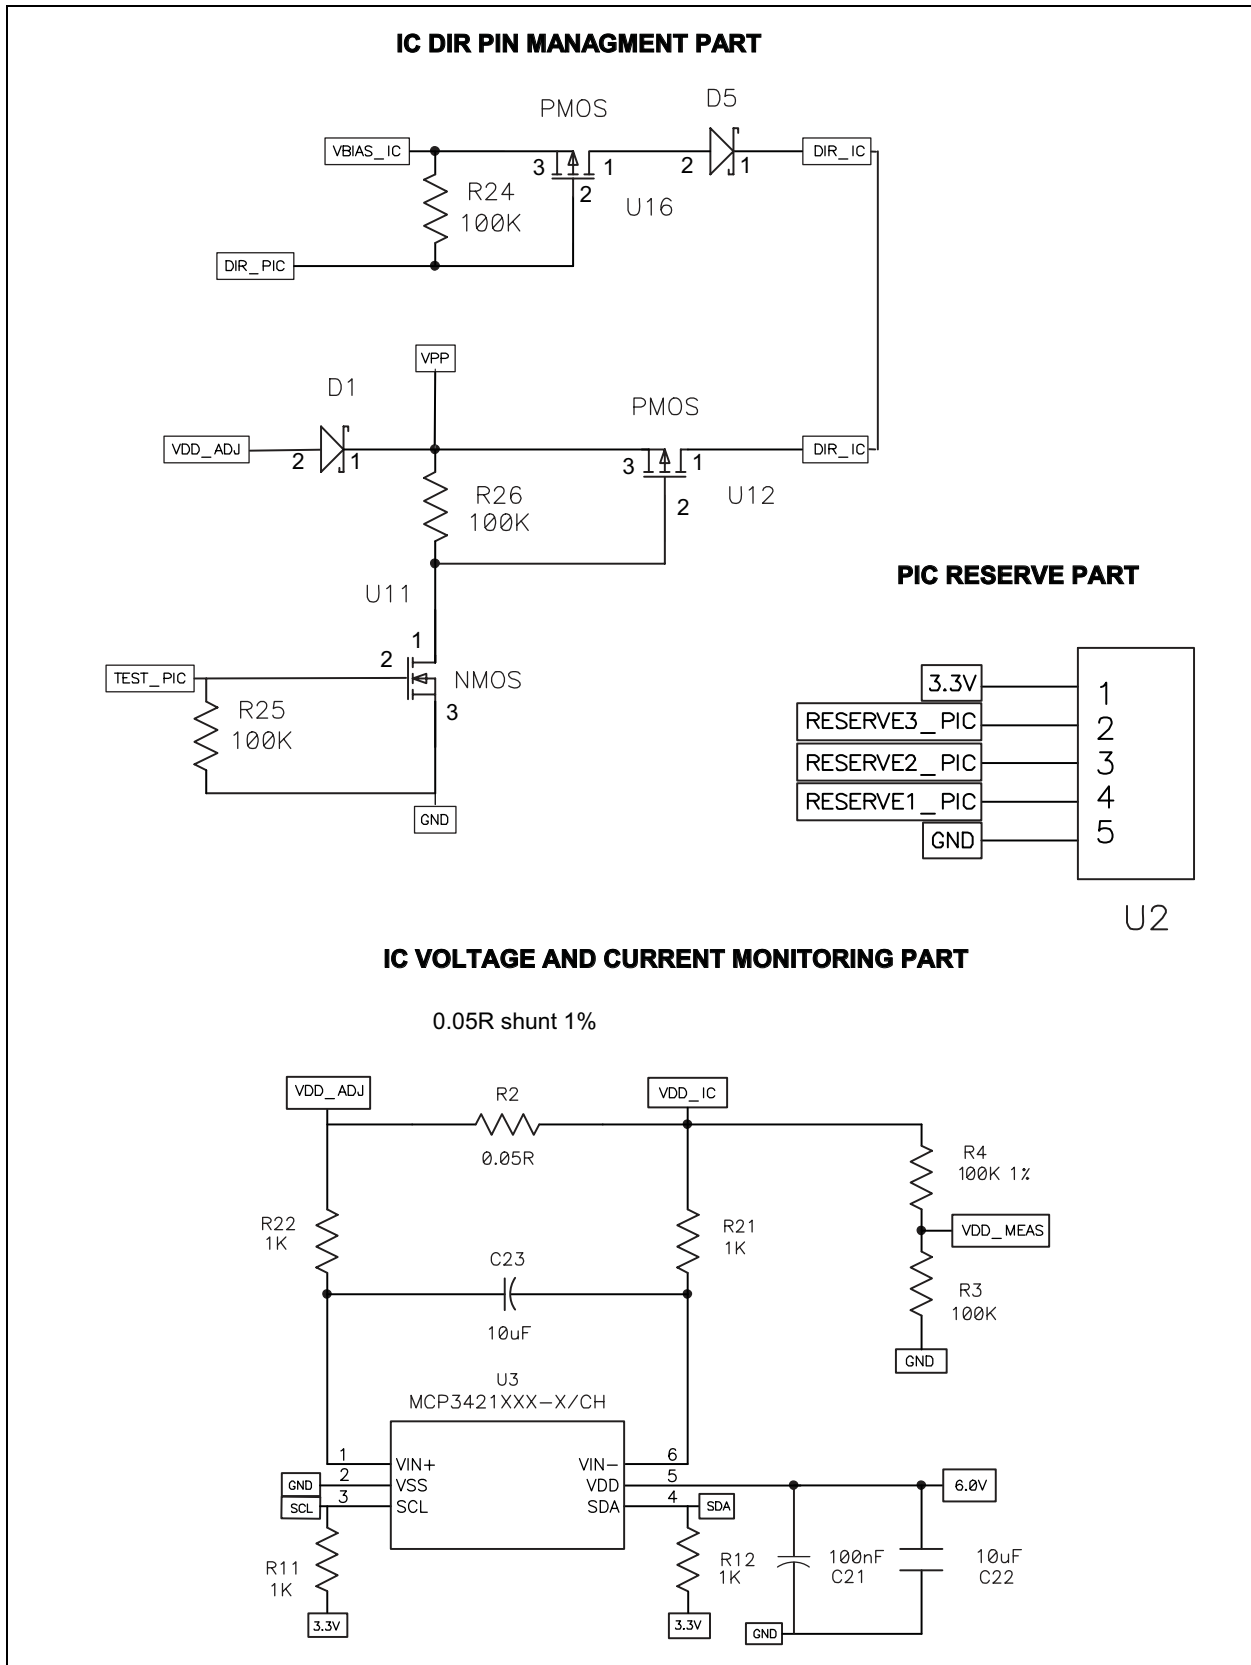 IC DIR PIN MANAGMENT PART
PMOS
D5
VBIAS_IC
3
1
2
2
1
DIR_IC
R24
100K
U16
DIR_PIC
VPP
D1
PMOS
VDD_ADJ
2
1
3
1
2
DIR_IC
R26
100K
U12
U11
1
2
3
TEST_PIC
NMOS
R25
100K
GND
PIC RESERVE PART
3.3V
1
RESERVE3_PIC
2
RESERVE2_PIC
3
RESERVE1_PIC
4
GND
5
U2
IC VOLTAGE AND CURRENT MONITORING PART
0.05R shunt 1%
VDD_ADJ
R2
0.05R
VDD_IC
R4
100K 1%
R22
1K
R21
1K
VDD_MEAS
C23
10uF
R3
100K
GND
U3
MCP3421XXX-X/CH
1
VIN+
VIN-
6
GND
2
VSS
VDD
5
6.0V
SCL
3
SCL
SDA
4
SDA
R11
1K
3.3V
R12
1K
3.3V
100nF
C21
10uF
C22
GND